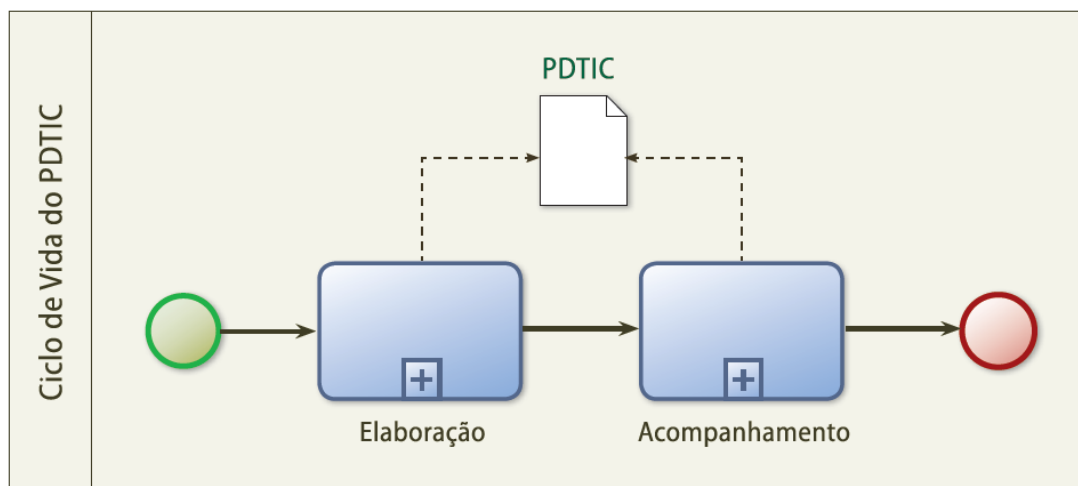 Ciclo de Vida do PDTIC
PDTIC
Elaboração
Acompanhamento